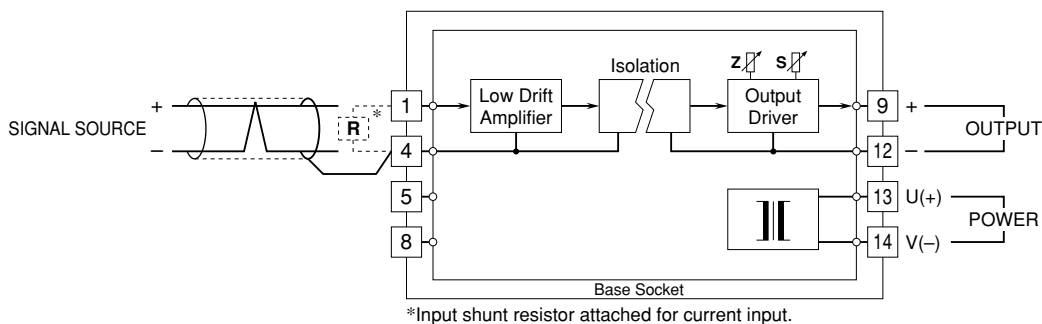 Isolation
Z S
+ 1 Low Drift Amplifier Output Driver 9 +
SIGNAL SOURCE R * OUTPUT
– 4 12 –
5 13 U(+)
POWER
8 14 V(–)
Base Socket
*Input shunt resistor attached for current input.